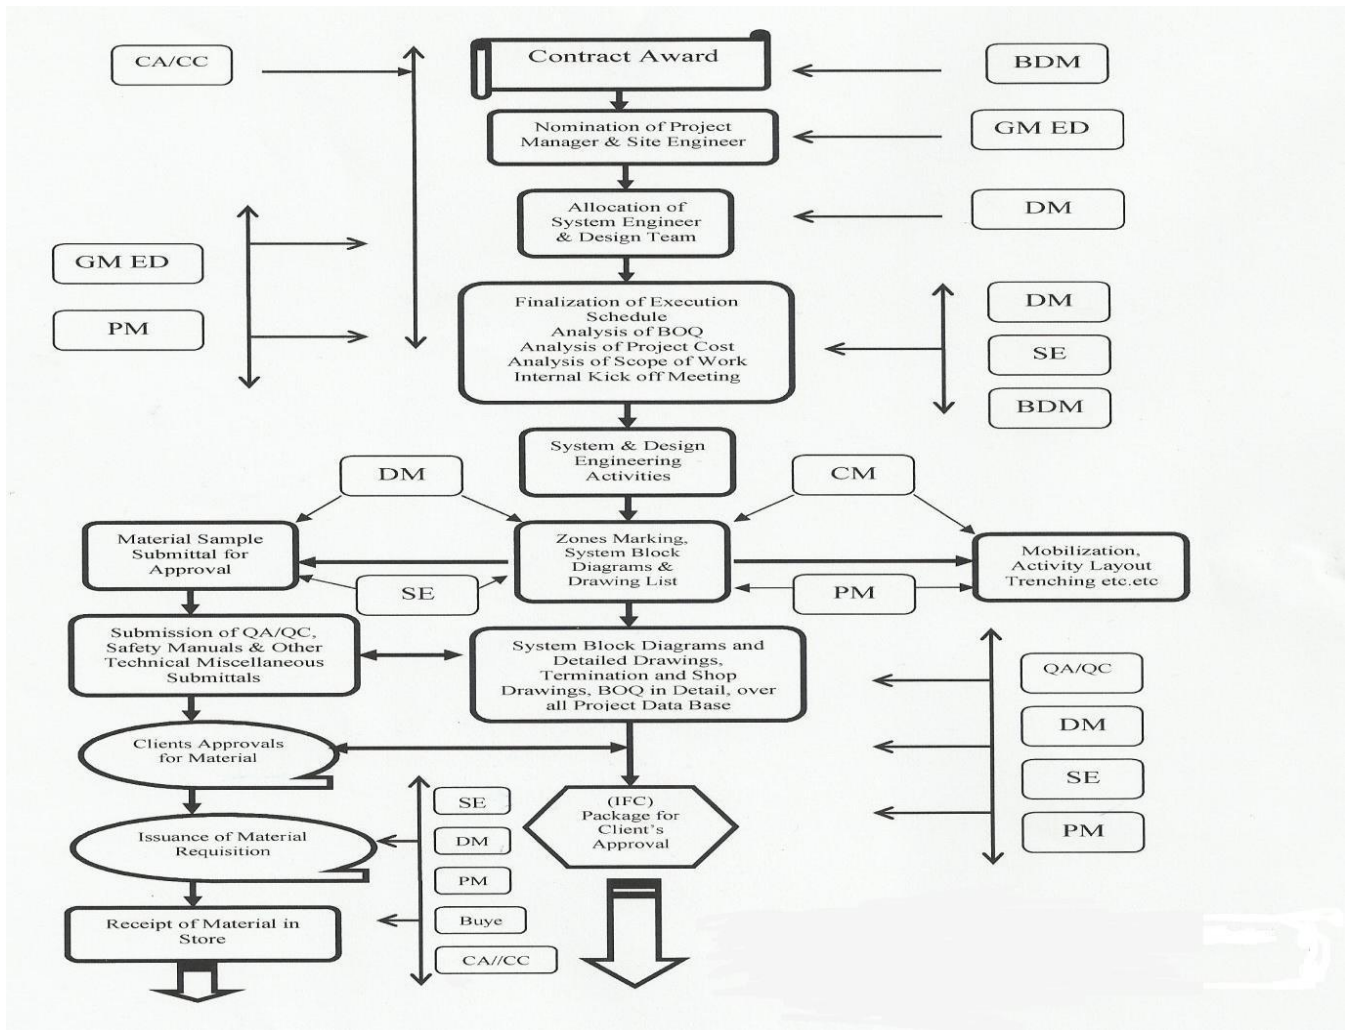 CA/CC
Contract Award
BDM
Nomination of Project
Manager & Site Engineer
GM ED
Allocation of
System Engineer
& Design Team
DM
GM ED
PM
Finalization of Execution
Schedule
Analysis of BOQ
Analysis of Project Cost
Analysis of Scope of Work
Internal Kick off Meeting
DM
SE
BDM
System & Design
Engineering
Activities
DM
CM
Material Sample
Submittal for
Approval
Zones Marking,
System Block
Diagrams &
Drawing List
Mobilization,
Activity Layout
Trenching etc.etc
SE
PM
Submission of QA/QC,
Safety Manuals & Other
Technical Miscellaneous
Submittals
System Block Diagrams and
Detailed Drawings,
Termination and Shop
Drawings, BOQ in Detail, over
all Project Data Base
QA/QC
DM
SE
PM
Clients Approvals
for Material
(IFC)
Package for
Client's
Approval
Issuance of Material
Requisition
SE
DM
PM
Buye
CA//CC
Receipt of Material in
Store